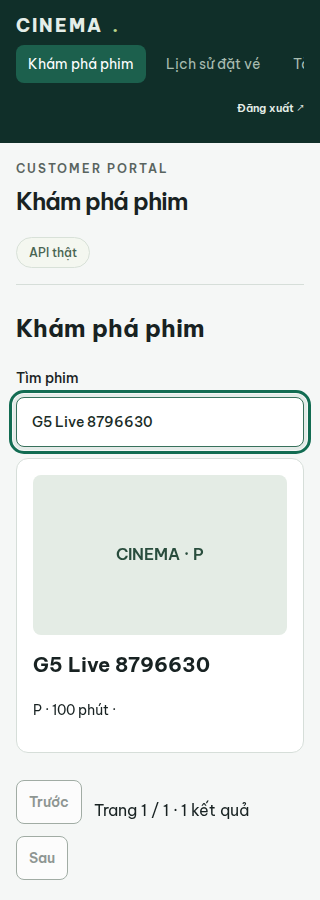 CINEMA .
Khám phá phim Lịch sử đặt vé
Đăng xuất ↗
CUSTOMER PORTAL
Khám phá phim
API thật
Khám phá phim
Tìm phim
G5 Live 8796630
CINEMA · P
G5 Live 8796630
P · 100 phút ·
Trước Trang 1 / 1 · 1 kết quả
Sau